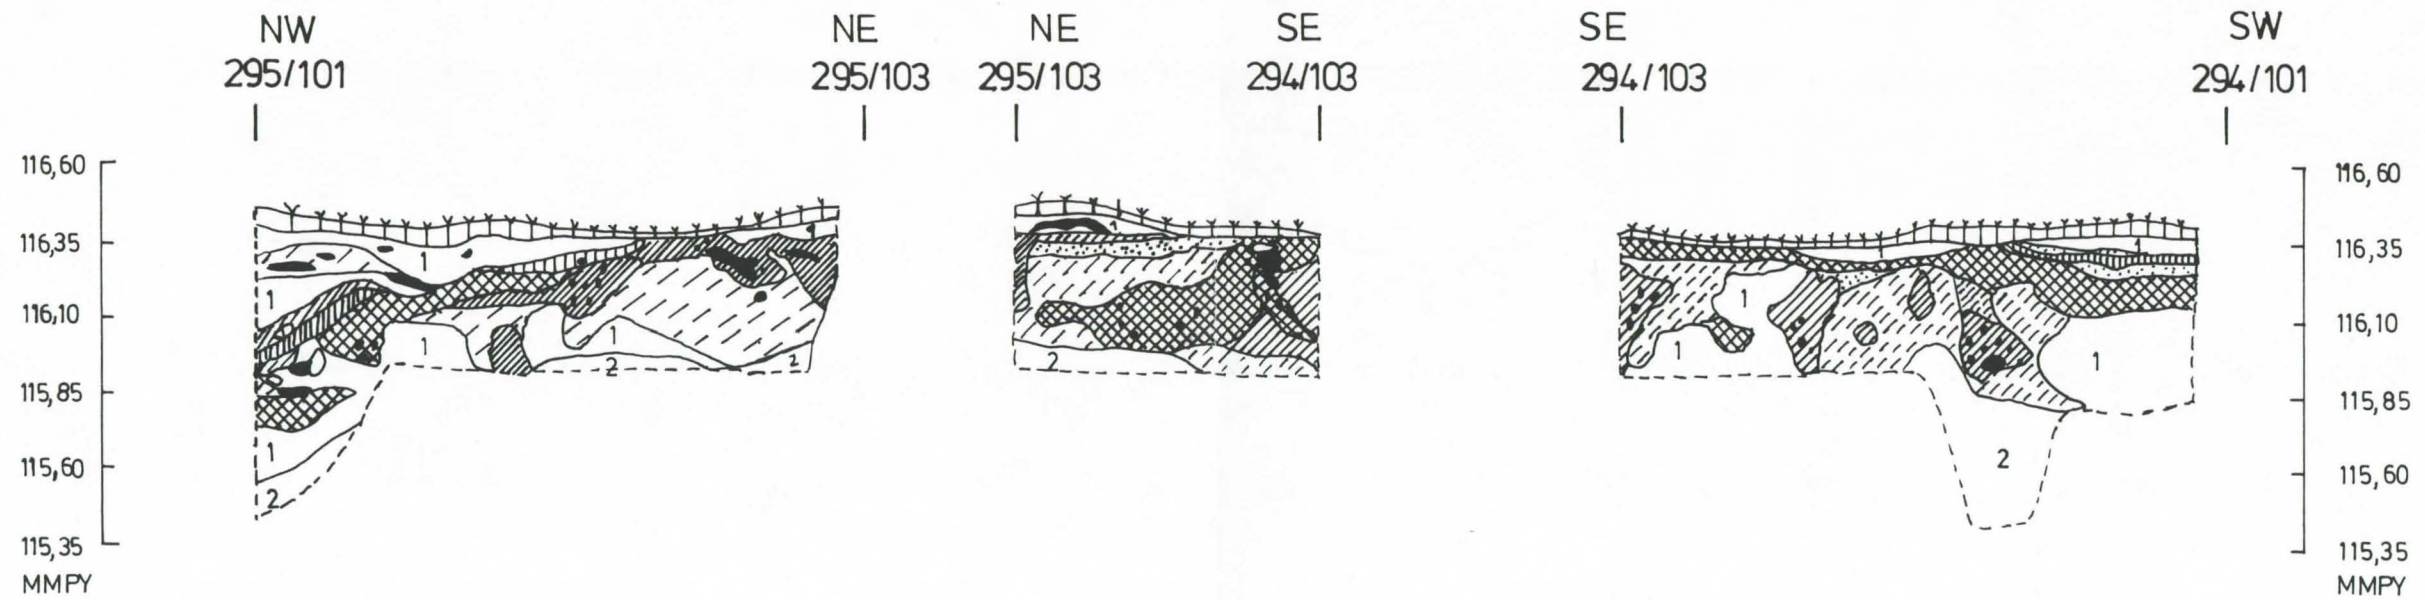 NW NE NE SE SE SW
295/101 295/103 295/103 294/103 294/103 294/101
116,60 116,60
116,35 1 1 1 1 1 116,35
1
116,10 1 1 1 1 1 116,10
2 2 2
115,85 115,85
1
115,60 2 115,60
2
115,35 115,35
MMPY MMPY